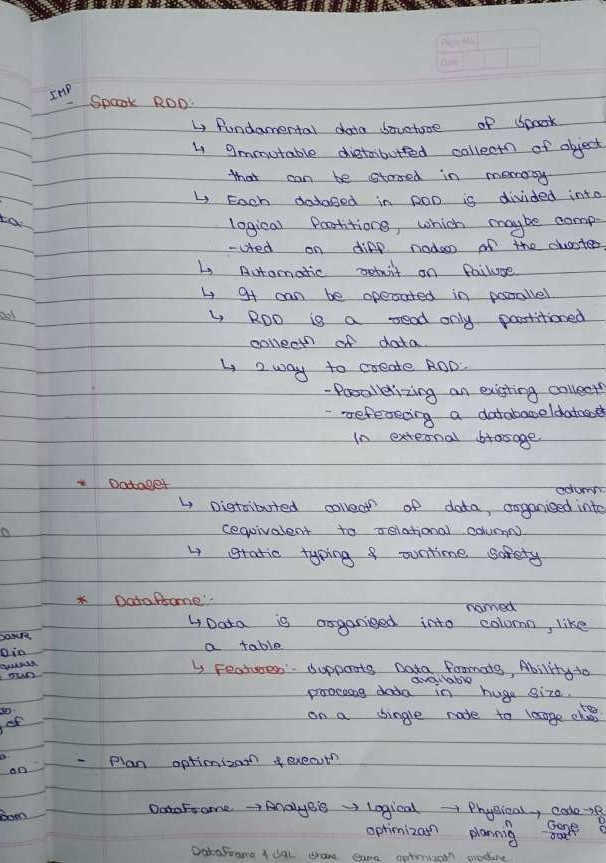 Page No.
Date
IMP
- Spark RDD:
↳ Fundamental data structure of Spark
↳ Immutable distributed collectn of object
that can be stored in memory
↳ Each dataset in RDD is divided into
logical Partitions, which maybe comp-
-uted on diff nodes of the cluster.
↳ Automatic rebuit on failure
↳ It can be operated in parallel
↳ RDD is a read only partitioned
collectn of data.
↳ 2 way to create RDD:-
- Parallelizing an existing collectn
- referecing a database/dataset
in external storage.
* Dataset
column
↳ Distributed collectn of data, organised into
(equivalent to relational column)
↳ Static typing & runtime safety
* DataFrame:-
named
↳ Data is organised into column, like
a table
↳ Features:- Supports Data formats, Ability to
available
process data in huge size.
on a single node to large
- Plan optimizatn & executn
DataFrame → Analysis → Logical → Physical → Code →
optimizatn plannig Gene
DataFrame & SQL share same optimizatn pipeline